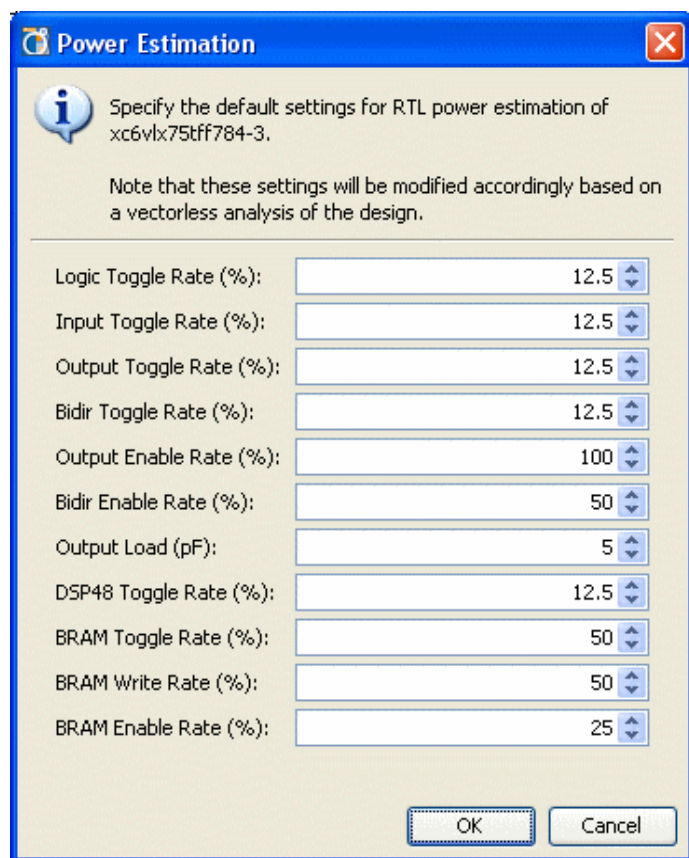 Power Estimation
Specify the default settings for RTL power estimation of
xc6vlx75tff784-3.
Note that these settings will be modified accordingly based on
a vectorless analysis of the design.
Logic Toggle Rate (%): 12.5
Input Toggle Rate (%): 12.5
Output Toggle Rate (%): 12.5
Bidir Toggle Rate (%): 12.5
Output Enable Rate (%): 100
Bidir Enable Rate (%): 50
Output Load (pF): 5
DSP48 Toggle Rate (%): 12.5
BRAM Toggle Rate (%): 50
BRAM Write Rate (%): 50
BRAM Enable Rate (%): 25
OK Cancel